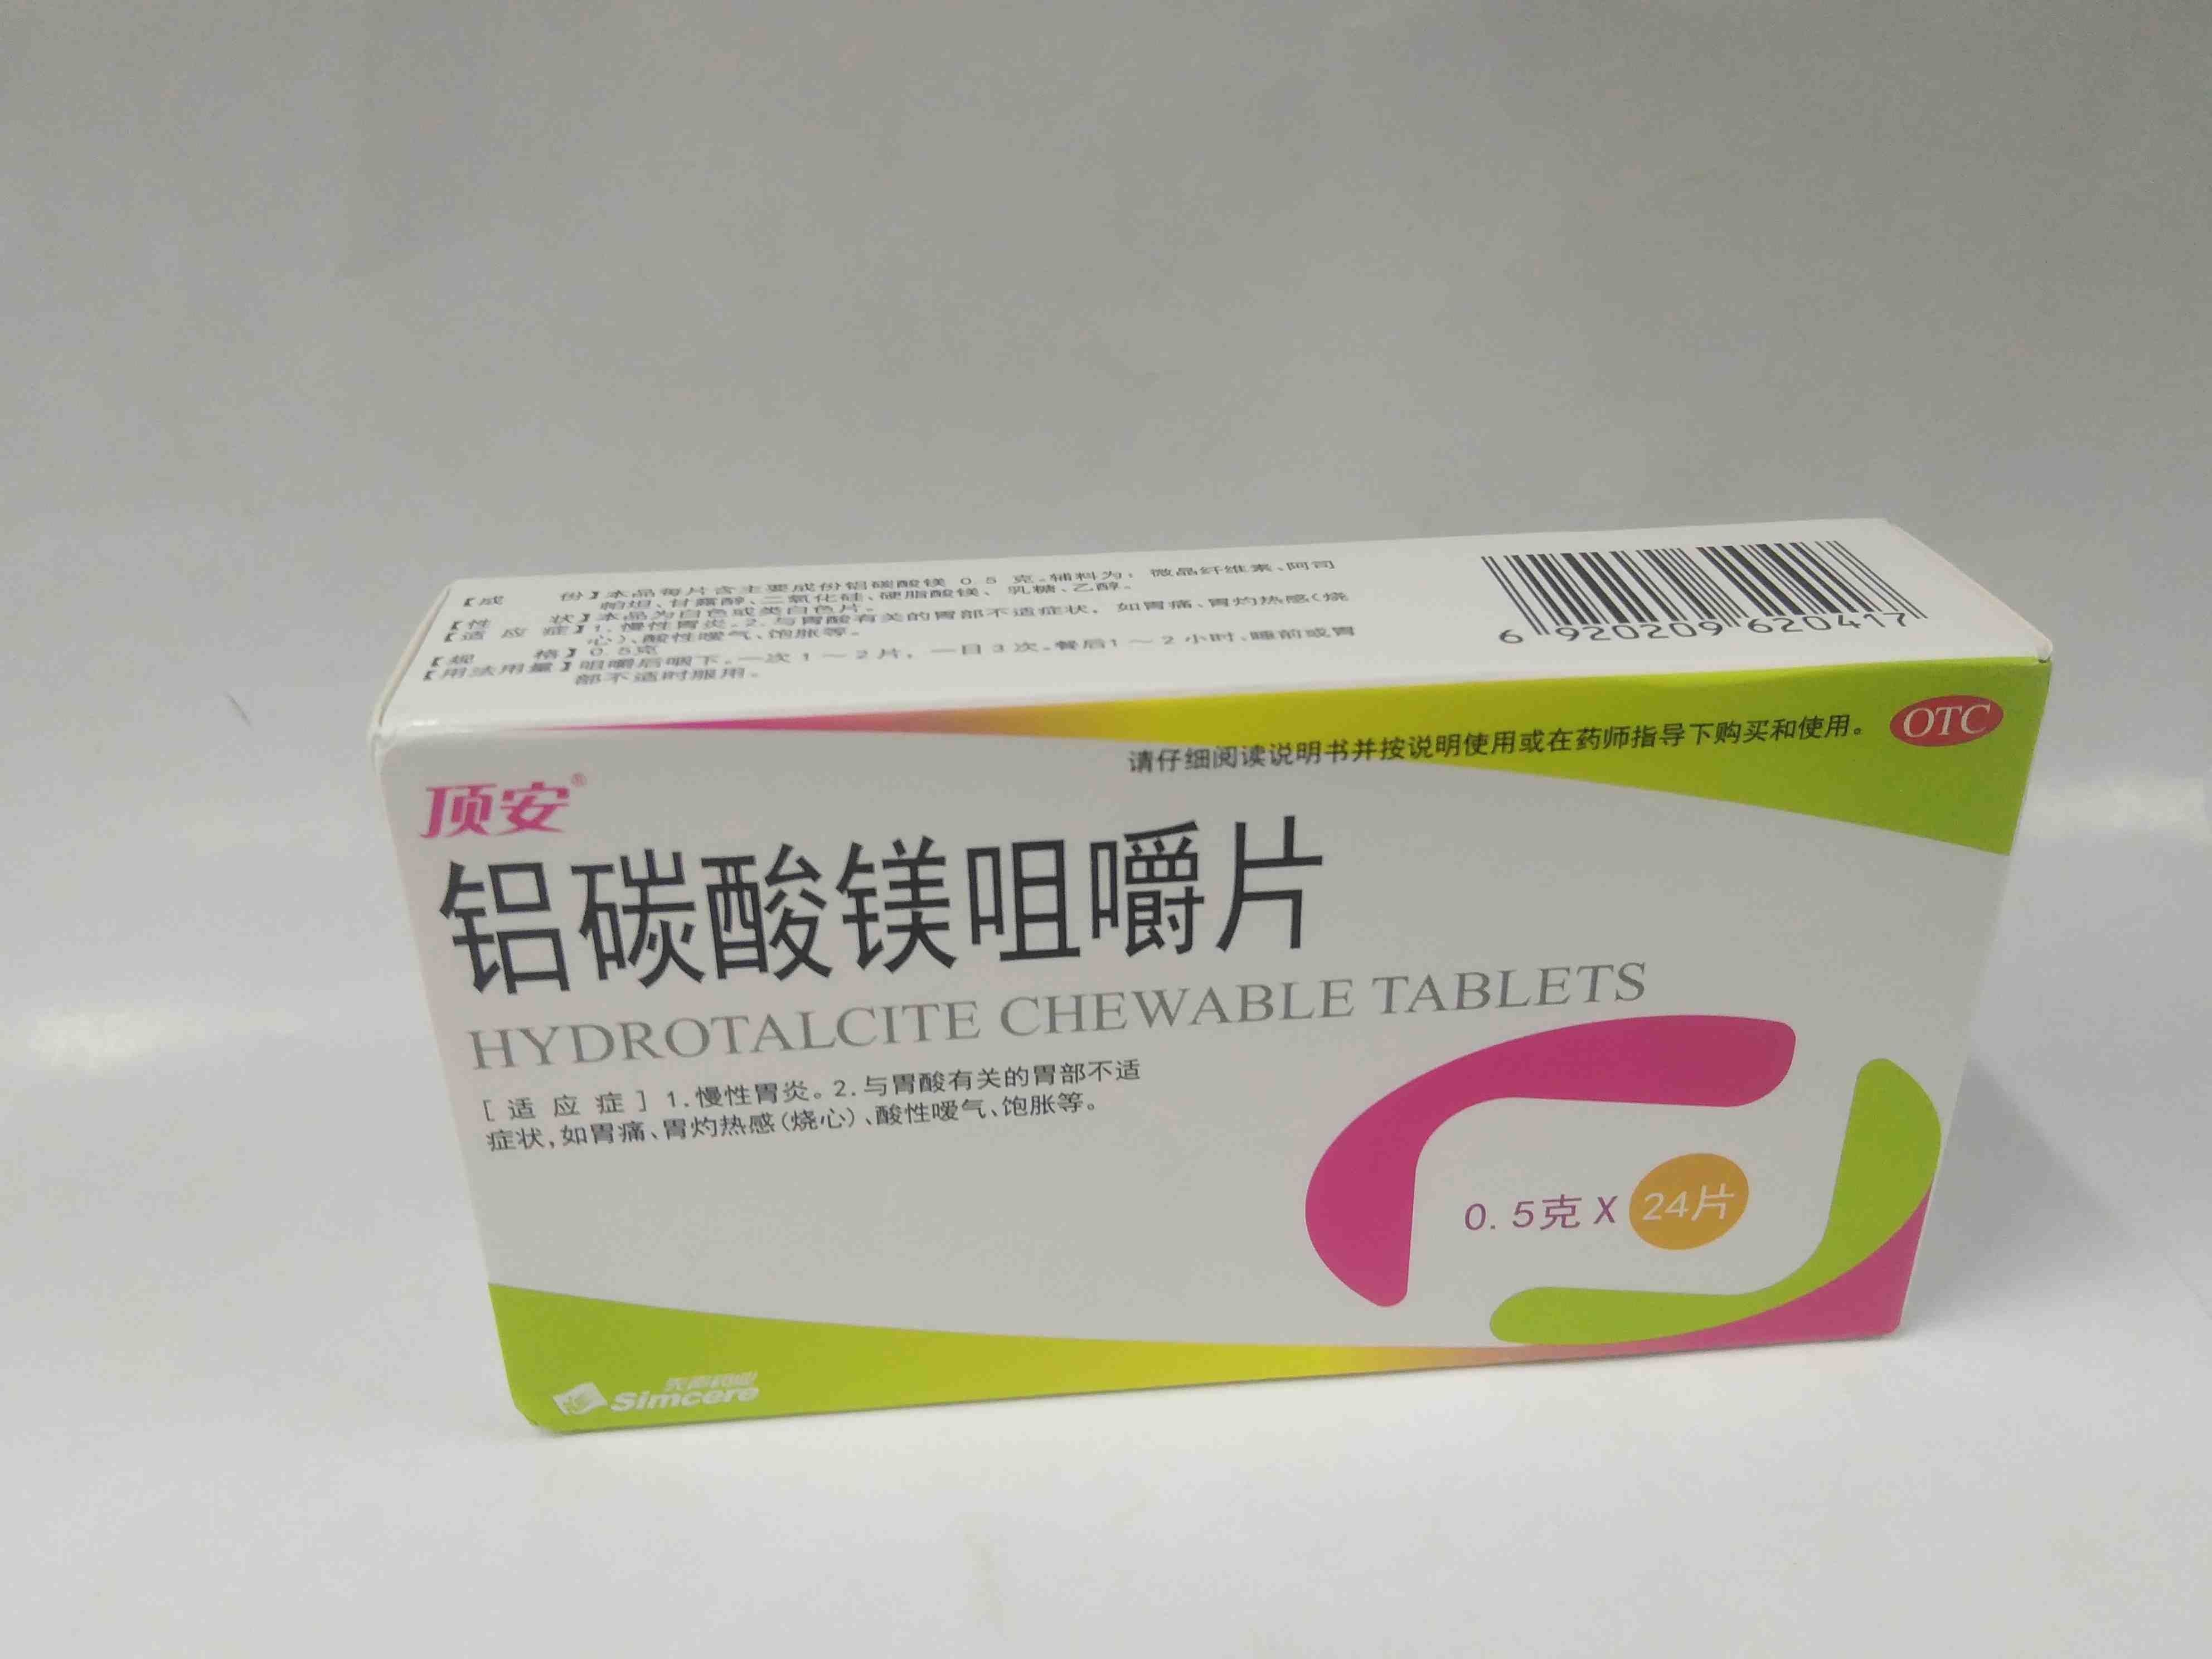 【成 份】本品每片含主要成份铝碳酸镁 0.5 克。辅料为：微晶纤维素、阿司
帕坦、甘露醇、二氧化硅、硬脂酸镁、乳糖、乙醇。
【性 状】本品为白色或类白色片。
【适 应 症】1.慢性胃炎。2.与胃酸有关的胃部不适症状，如胃痛、胃灼热感（烧
心）、酸性嗳气、饱胀等。
【规 格】0.5克
【用法用量】咀嚼后咽下。一次1～2片，一日3次。餐后1～2小时、睡前或胃
部不适时服用。
6 920209 620417
请仔细阅读说明书并按说明使用或在药师指导下购买和使用。
OTC
顶安®
铝碳酸镁咀嚼片
HYDROTALCITE CHEWABLE TABLETS
[适应症]1.慢性胃炎。2.与胃酸有关的胃部不适
症状,如胃痛、胃灼热感(烧心)、酸性嗳气、饱胀等。
0.5克X 24片
先声药业
Simcere